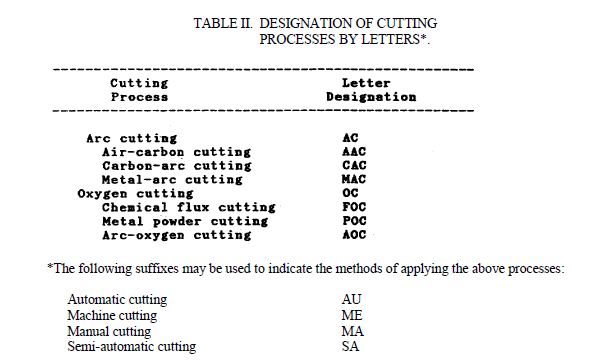 TABLE II. DESIGNATION OF CUTTING
PROCESSES BY LETTERS*.
Cutting Letter
Process Designation
Arc cutting AC
Air-carbon cutting AAC
Carbon-arc cutting CAC
Metal-arc cutting MAC
Oxygen cutting OC
Chemical flux cutting FOC
Metal powder cutting POC
Arc-oxygen cutting AOC
*The following suffixes may be used to indicate the methods of applying the above processes:
Automatic cutting AU
Machine cutting ME
Manual cutting MA
Semi-automatic cutting SA